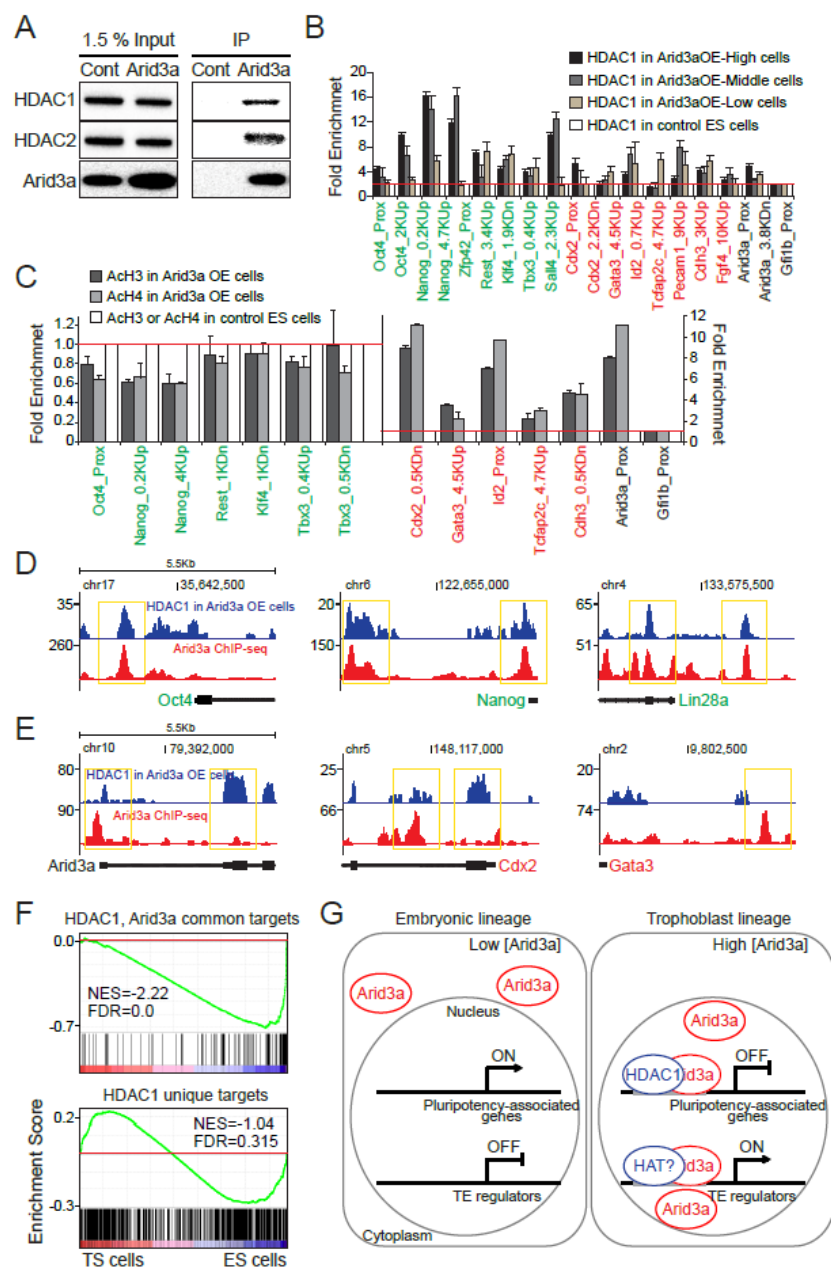 A
1.5 % Input
IP
Cont Arid3a
Cont Arid3a
HDAC1
HDAC2
Arid3a
B
HDAC1 in Arid3aOE-High cells
HDAC1 in Arid3aOE-Middle cells
HDAC1 in Arid3aOE-Low cells
HDAC1 in control ES cells
Fold Enrichmnet
20
16
12
8
4
0
Oct4_Prox
Oct4_2KUp
Nanog_0.2KUp
Nanog_4.7KUp
Zfp42_Prox
Rest_3.4KUp
Klf4_1.9KDn
Tbx3_0.4KUp
Sall4_2.3KUp
Cdx2_Prox
Cdx2_2.2KDn
Gata3_4.5KUp
Id2_0.7KUp
Tcfap2c_4.7KUp
Pecam1_9KUp
Cdh3_3KUp
Fgf4_10KUp
Arid3a_Prox
Arid3a_3.8KDn
Gfi1b_Prox
C
AcH3 in Arid3a OE cells
AcH4 in Arid3a OE cells
AcH3 or AcH4 in control ES cells
Fold Enrichmnet
1.2
1.0
0.8
0.6
0.4
0.2
0
Oct4_Prox
Nanog_0.2KUp
Nanog_4KUp
Rest_1KDn
Klf4_1KDn
Tbx3_0.4KUp
Tbx3_0.5KDn
Cdx2_0.5KDn
Gata3_4.5KUp
Id2_Prox
Tcfap2c_4.7KUp
Cdh3_0.5KDn
Arid3a_Prox
Gfi1b_Prox
12
10
8
6
4
2
0
Fold Enrichmnet
D
5.5Kb
chr17 35,642,500
35
HDAC1 in Arid3a OE cells
260
Arid3a ChIP-seq
Oct4
chr6 122,655,000
20
150
Nanog
chr4 133,575,500
65
51
Lin28a
E
5.5Kb
chr10 79,392,000
80
HDAC1 in Arid3a OE cells
90
Arid3a ChIP-seq
Arid3a
chr5 148,117,000
25
66
Cdx2
chr2 9,802,500
20
74
Gata3
F
HDAC1, Arid3a common targets
0.0
NES=-2.22
FDR=0.0
-0.7
HDAC1 unique targets
0.2
NES=-1.04
FDR=0.315
-0.3
Enrichment Score
TS cells ES cells
G
Embryonic lineage
Low [Arid3a]
Arid3a
Arid3a
Nucleus
ON
Pluripotency-associated
genes
OFF
TE regulators
Cytoplasm
Trophoblast lineage
High [Arid3a]
Arid3a
HDAC1 id3a
OFF
Pluripotency-associated
genes
HAT? id3a
ON
TE regulators
Arid3a